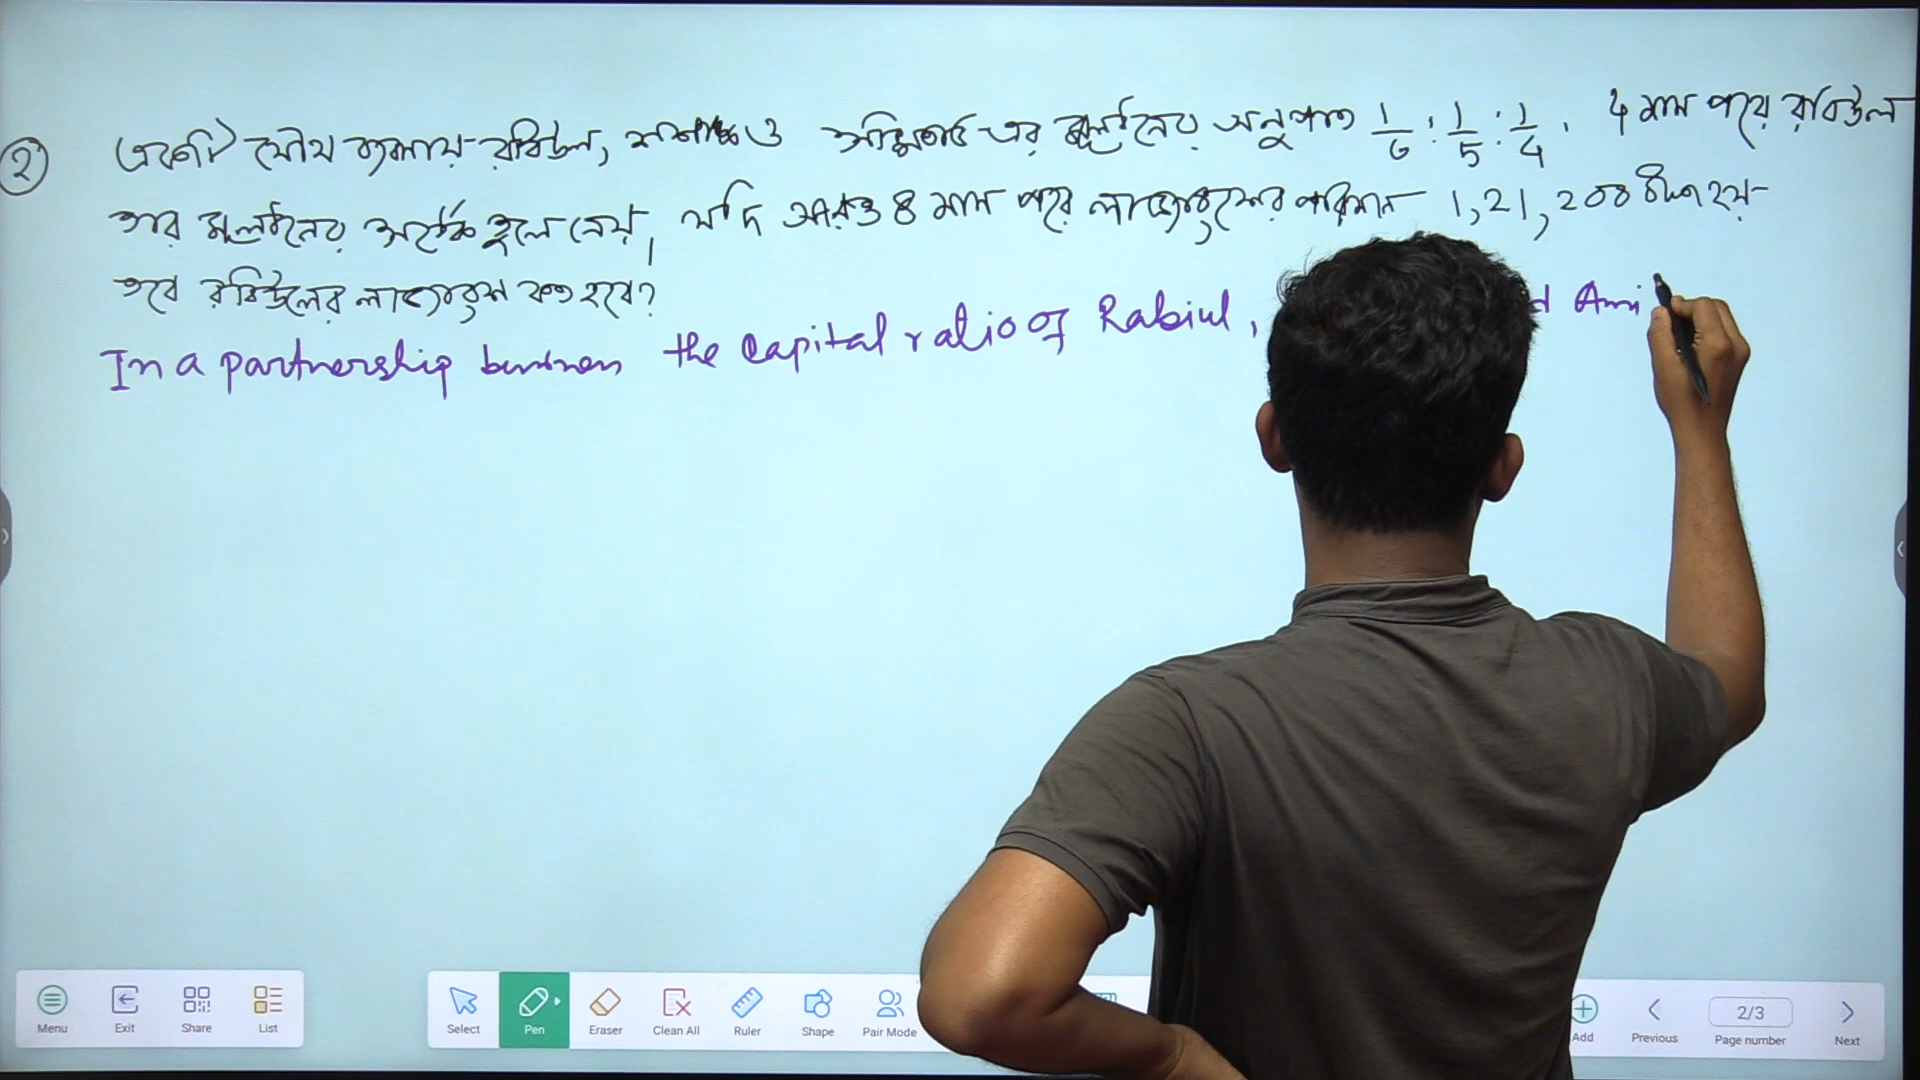 ২ একটি যৌথ ব্যবসায় রবিউল, শশাঙ্ক ও অমিতাভ এর মূলধনের অনুপাত 1/6 : 1/5 : 1/4. 4 মাস পরে রবিউল
তার মূলধনের অর্ধেক তুলে নেয়, যদি আরও 8 মাস পরে লাভ্যাংশের পরিমান 1,21,200 টাকা হয়
তবে রবিউলের লাভ্যাংশ কত হবে?
In a partnership business the capital ratio of Rabiul, Ami
Menu Exit Share List Select Pen Eraser Clean All Ruler Shape Pair Mode Add Previous 2/3 Page number Next